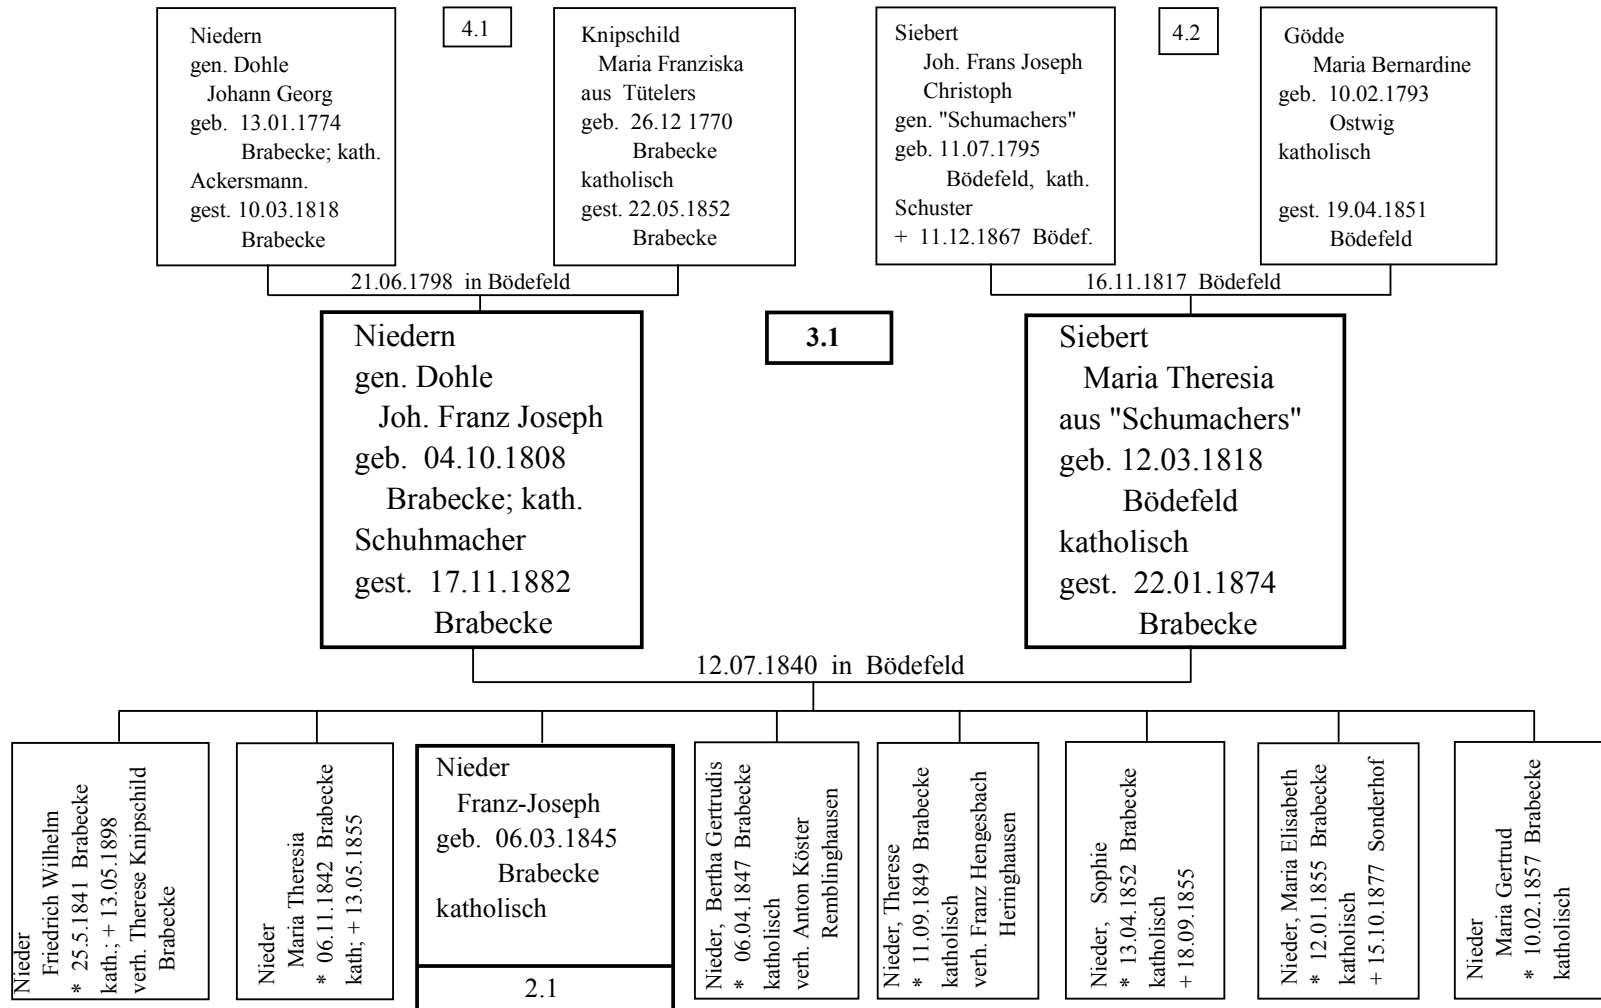 Niedern
gen. Dohle
Johann Georg
geb. 13.01.1774
Brabecke; kath.
Ackersmann.
gest. 10.03.1818
Brabecke
4.1
Knipschild
Maria Franziska
aus Tütelers
geb. 26.12 1770
Brabecke
katholisch
gest. 22.05.1852
Brabecke
21.06.1798 in Bödefeld
Siebert
Joh. Frans Joseph
Christoph
gen. "Schumachers"
geb. 11.07.1795
Bödefeld, kath.
Schuster
+ 11.12.1867 Bödef.
4.2
Gödde
Maria Bernardine
geb. 10.02.1793
Ostwig
katholisch
gest. 19.04.1851
Bödefeld
16.11.1817 Bödefeld
Niedern
gen. Dohle
Joh. Franz Joseph
geb. 04.10.1808
Brabecke; kath.
Schuhmacher
gest. 17.11.1882
Brabecke
3.1
Siebert
Maria Theresia
aus "Schumachers"
geb. 12.03.1818
Bödefeld
katholisch
gest. 22.01.1874
Brabecke
12.07.1840 in Bödefeld
Nieder
Friedrich Wilhelm
* 25.5.1841 Brabecke
kath.; + 13.05.1898
verh. Therese Knipschild
Brabecke
Nieder
Maria Theresia
* 06.11.1842 Brabecke
kath; + 13.05.1855
Nieder
Franz-Joseph
geb. 06.03.1845
Brabecke
katholisch
2.1
Nieder, Bertha Gertrudis
* 06.04.1847 Brabecke
katholisch
verh. Anton Köster
Remblinghausen
Nieder, Therese
* 11.09.1849 Brabecke
katholisch
verh. Franz Hengesbach
Heringhausen
Nieder, Sophie
* 13.04.1852 Brabecke
katholisch
+ 18.09.1855
Nieder, Maria Elisabeth
* 12.01.1855 Brabecke
katholisch
+ 15.10.1877 Sonderhof
Nieder
Maria Gertrud
* 10.02.1857 Brabecke
katholisch